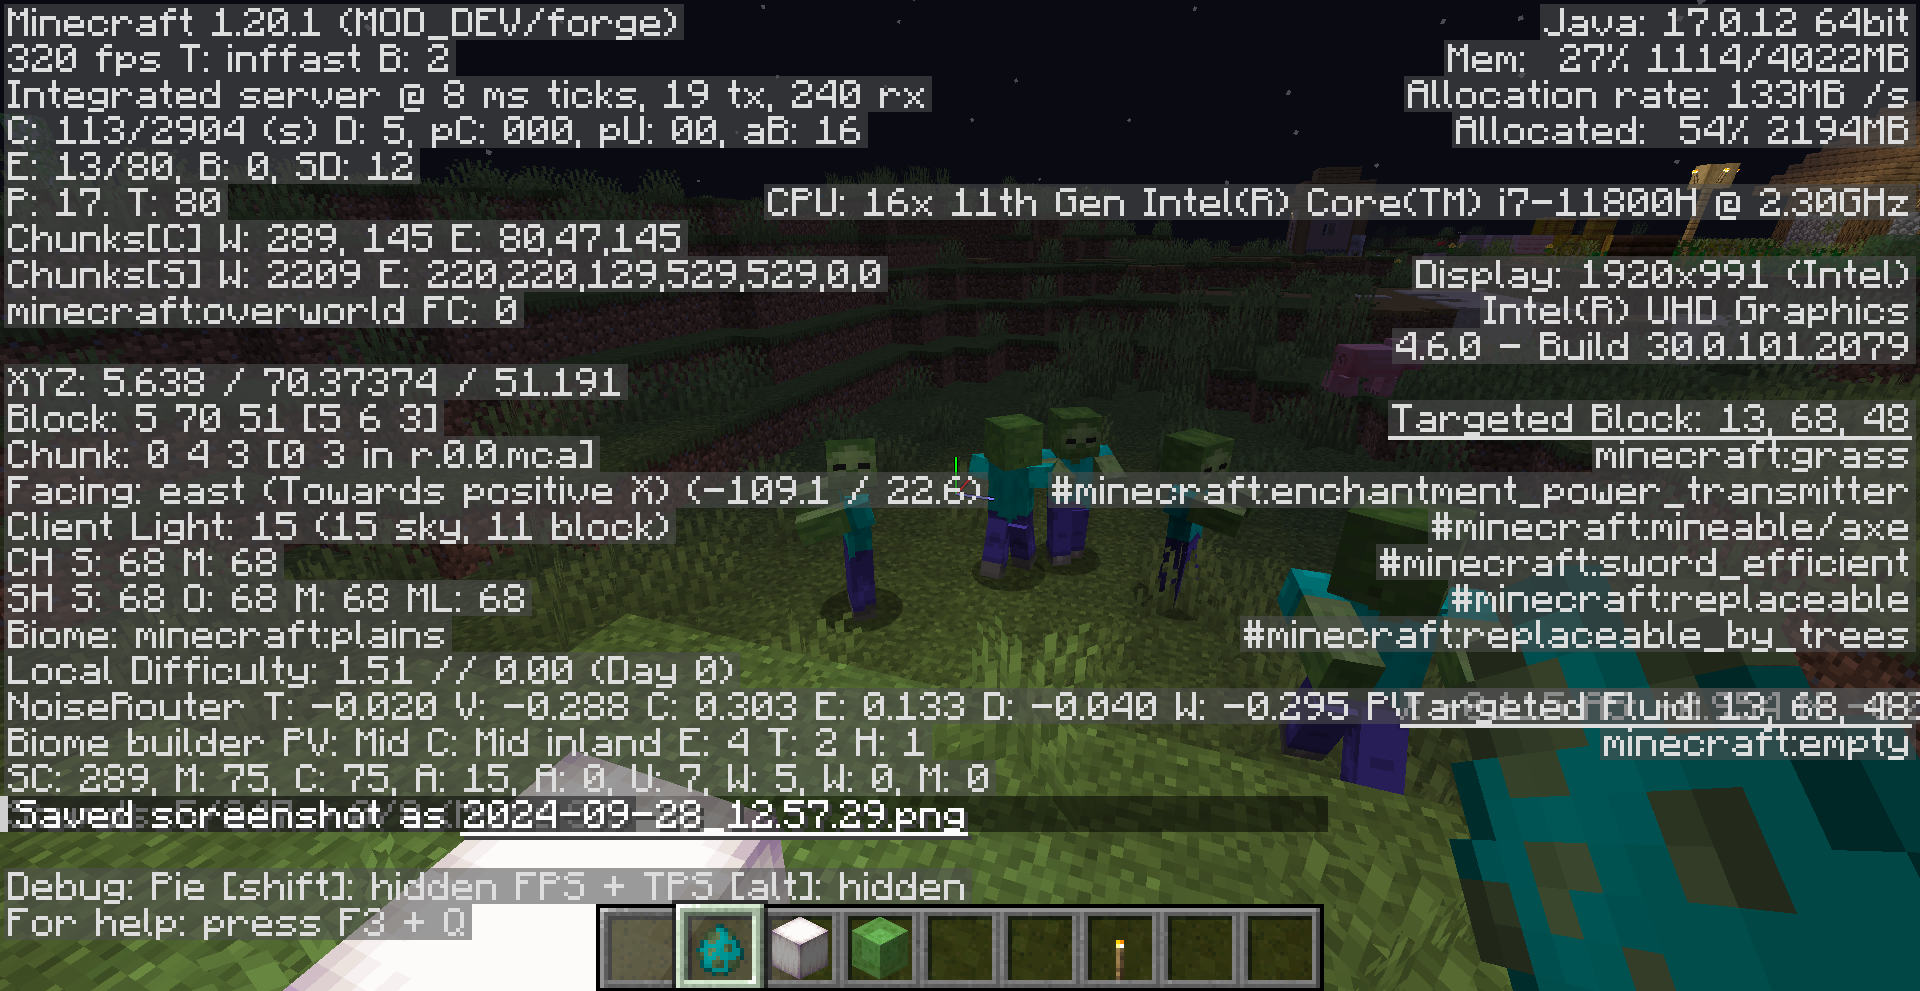 Minecraft 1.20.1 (MOD_DEV/forge)
320 fps T: inffast B: 2
Integrated server @ 8 ms ticks, 19 tx, 240 rx
C: 113/2904 (s) D: 5, pC: 000, pU: 00, aB: 16
E: 13/80, B: 0, SD: 12
P: 17. T: 80
Chunks[C] W: 289, 145 E: 80,47,145
Chunks[S] W: 2209 E: 220,220,129,529,529,0,0
minecraft:overworld FC: 0
XYZ: 5.638 / 70.37374 / 51.191
Block: 5 70 51 [5 6 3]
Chunk: 0 4 3 [0 3 in r.0.0.mca]
Facing: east (Towards positive X) (-109.1 / 22.
Client Light: 15 (15 sky, 11 block)
CH S: 68 M: 68
SH S: 68 O: 68 M: 68 ML: 68
Biome: minecraft:plains
Local Difficulty: 1.51 // 0.00 (Day 0)
NoiseRouter T: -0.020 V: -0.288 C: 0.303 E: 0.133 D: -0.040 W: -0.295
Biome builder PV: Mid C: Mid inland E: 4 T: 2 H: 1
SC: 289, M: 75, C: 75, A: 15, A: 0, U: 7, W: 5, W: 0, M: 0
Saved screenshot as 2024-09-28_12.57.29.png
Debug: Pie [shift]: hidden FPS + TPS [alt]: hidden
For help: press F3 + Q
Java: 17.0.12 64bit
Mem: 27% 1114/4022MB
Allocation rate: 133MB /s
Allocated: 54% 2194MB
CPU: 16x 11th Gen Intel(R) Core(TM) i7-11800H @ 2.30GHz
Display: 1920x991 (Intel)
Intel(R) UHD Graphics
4.6.0 - Build 30.0.101.2079
Targeted Block: 13, 68, 48
minecraft:grass
#minecraft:enchantment_power_transmitter
#minecraft:mineable/axe
#minecraft:sword_efficient
#minecraft:replaceable
#minecraft:replaceable_by_trees
Targeted Fluid: 13, 68, 48
minecraft:empty